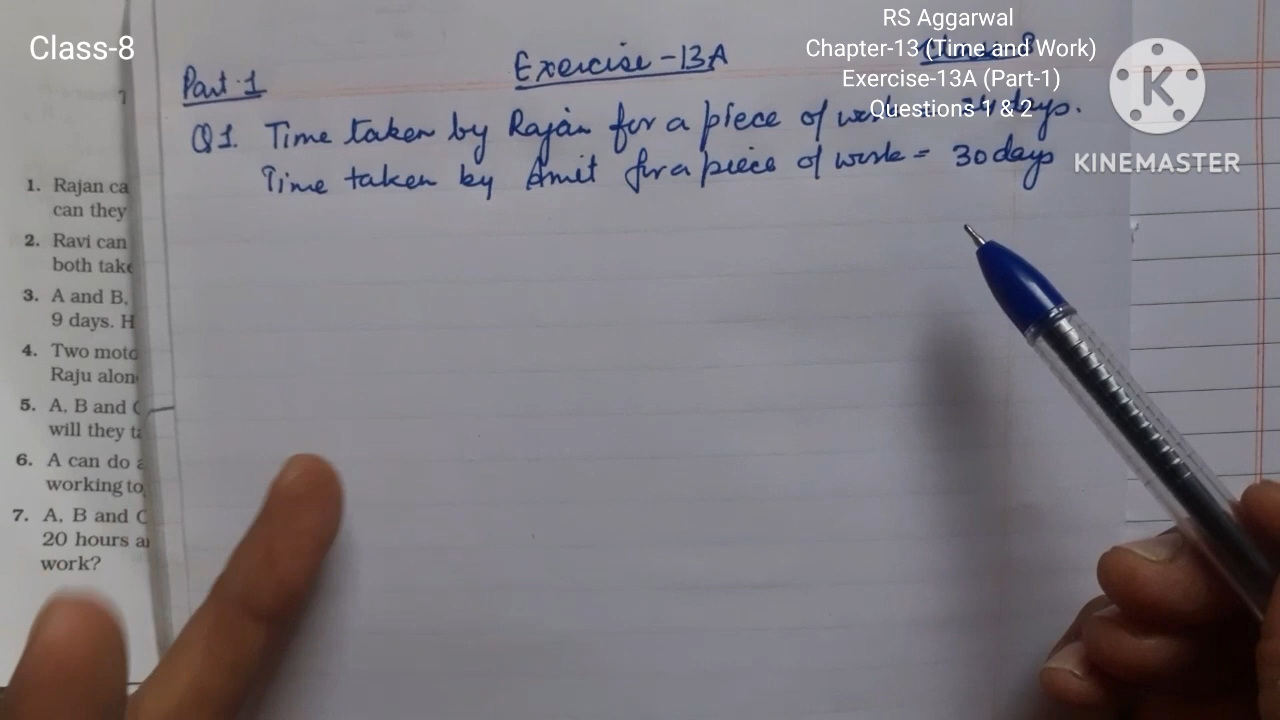 Class-8
RS Aggarwal
Chapter-13 (Time and Work)
Exercise-13A (Part-1)
Questions 1 & 2
K
KINEMASTER
Part-1
Exercise-13A
Q1. Time taken by Rajan for a piece of work = days.
Time taken by Amit for a piece of work = 30 days
1. Rajan ca
can they
2. Ravi can
both take
3. A and B,
9 days. H
4. Two moto
Raju alon
5. A, B and C
will they ta
6. A can do a
working to
7. A, B and C
20 hours a
work?